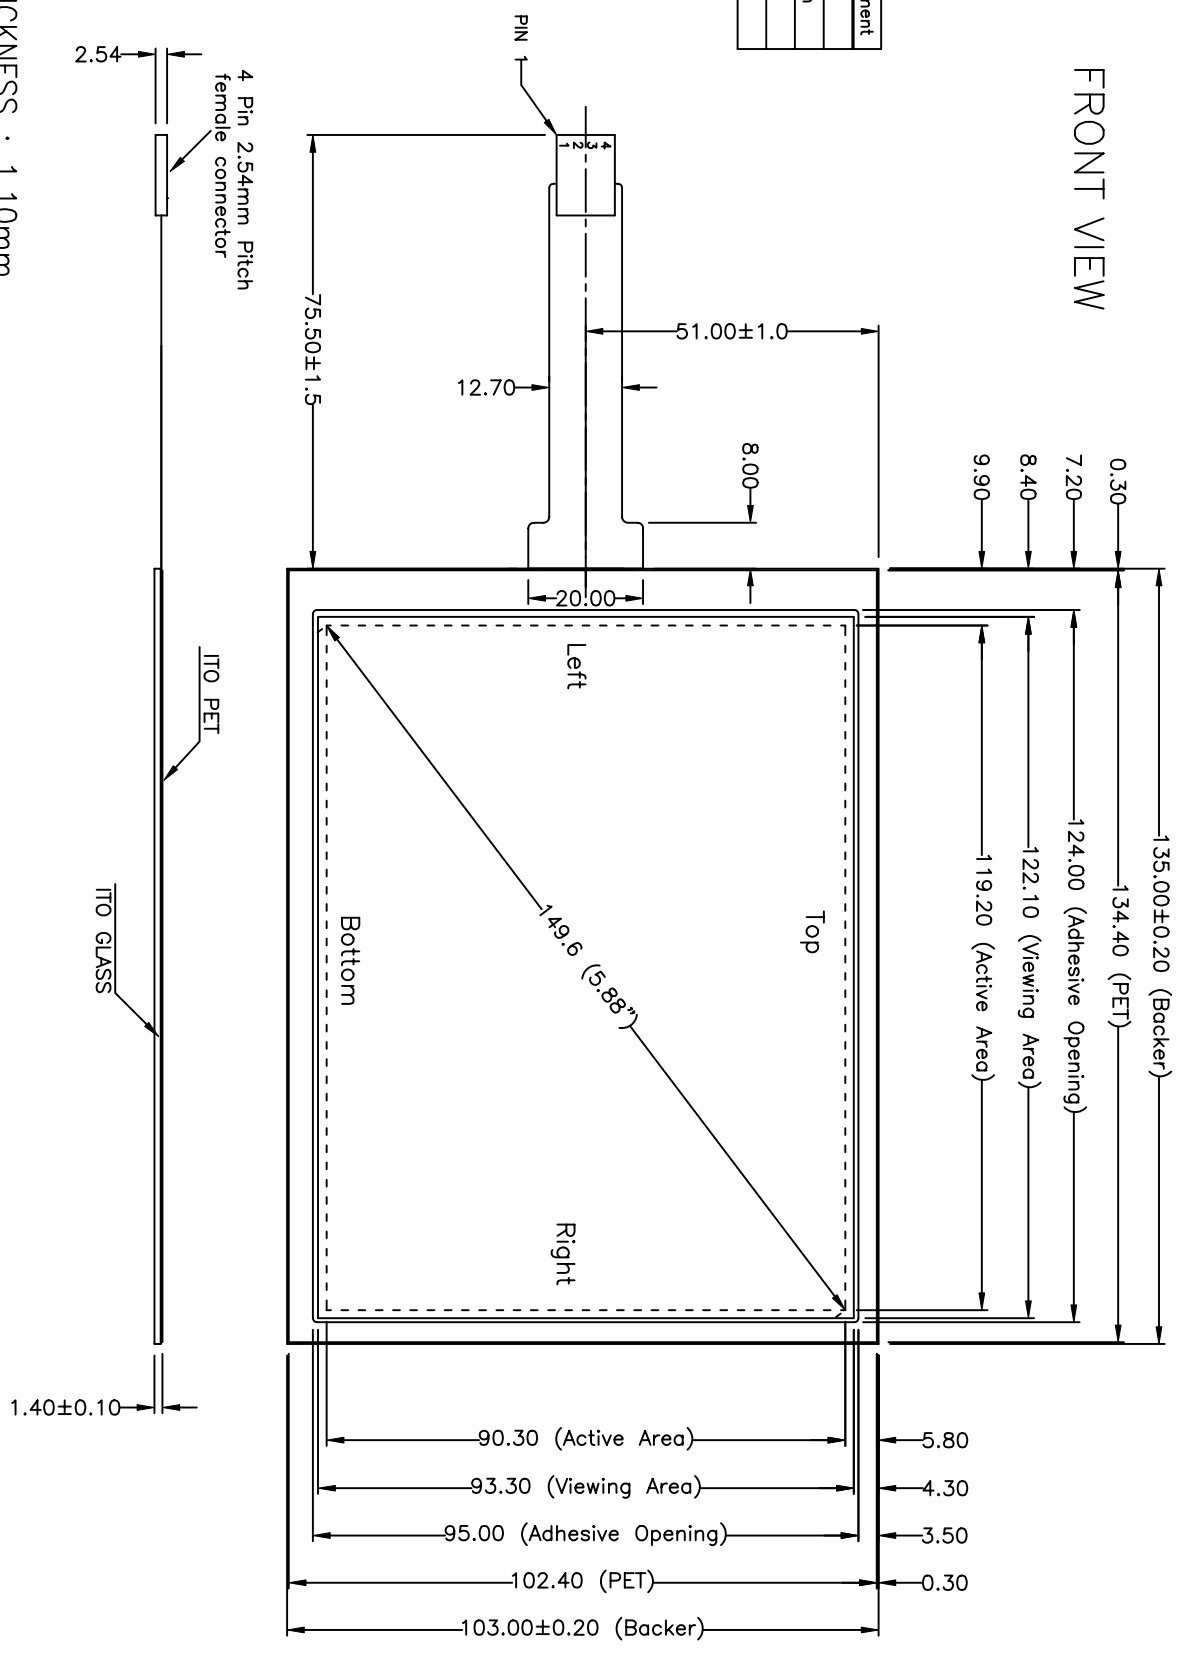 FRONT VIEW
ment
PIN 1
1 2 3 4
2.54
4 Pin 2.54mm Pitch
female connector
75.50±1.5
51.00±1.0
12.70
8.00
20.00
0.30
7.20
8.40
9.90
135.00±0.20 (Backer)
134.40 (PET)
124.00 (Adhesive Opening)
122.10 (Viewing Area)
119.20 (Active Area)
Left
Top
Bottom
Right
149.6 (5.88")
ITO PET
ITO GLASS
1.40±0.10
90.30 (Active Area)
93.30 (Viewing Area)
95.00 (Adhesive Opening)
102.40 (PET)
103.00±0.20 (Backer)
5.80
4.30
3.50
0.30
ICKNESS : 1.10mm